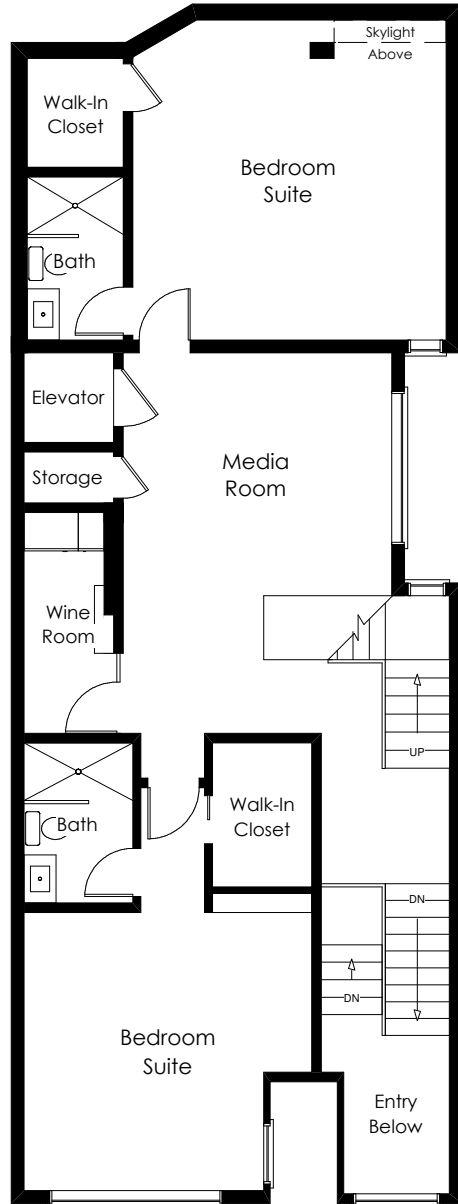 Skylight
Above
Walk-In
Closet
Bedroom
Suite
Bath
Elevator
Storage
Media
Room
Wine
Room
UP
Bath
Walk-In
Closet
DN
DN
Bedroom
Suite
Entry
Below